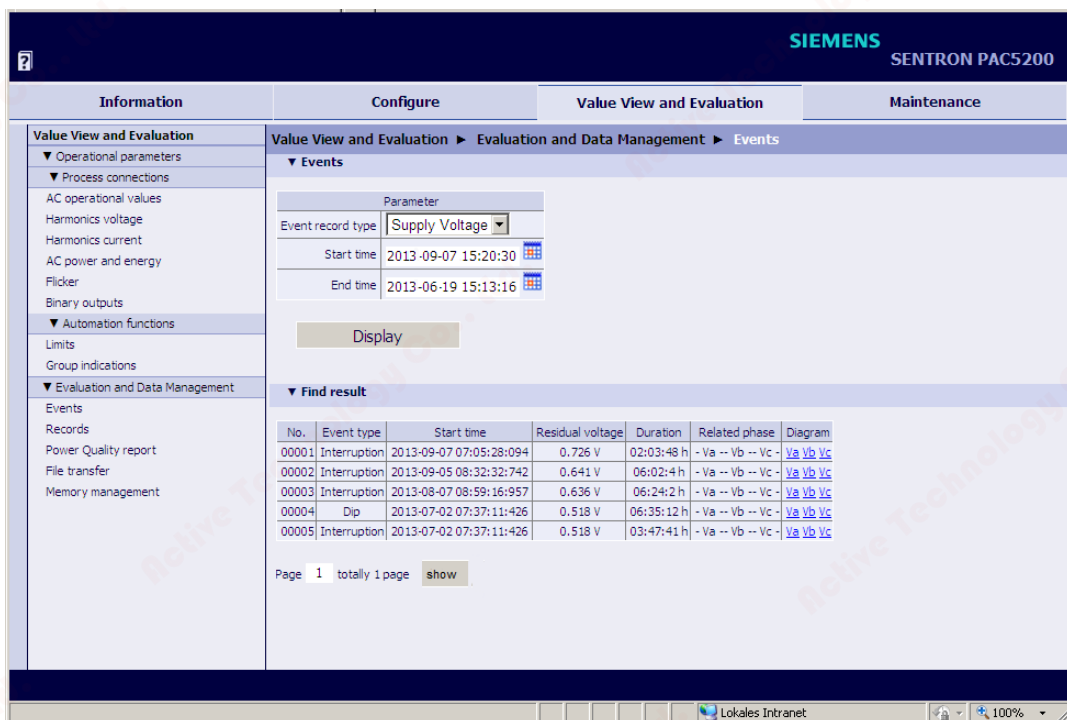 SIEMENS
SENTRON PAC5200
?
Information Configure Value View and Evaluation Maintenance
Value View and Evaluation
▼ Operational parameters
▼ Process connections
AC operational values
Harmonics voltage
Harmonics current
AC power and energy
Flicker
Binary outputs
▼ Automation functions
Limits
Group indications
▼ Evaluation and Data Management
Events
Records
Power Quality report
File transfer
Memory management
Value View and Evaluation ► Evaluation and Data Management ► Events
▼ Events
Parameter
Event record type Supply Voltage
Start time 2013-09-07 15:20:30
End time 2013-06-19 15:13:16
Display
▼ Find result
No. Event type Start time Residual voltage Duration Related phase Diagram
00001 Interruption 2013-09-07 07:05:28:094 0.726 V 02:03:48 h - Va -- Vb -- Vc - Va Vb Vc
00002 Interruption 2013-09-05 08:32:32:742 0.641 V 06:02:4 h - Va -- Vb -- Vc - Va Vb Vc
00003 Interruption 2013-08-07 08:59:16:957 0.636 V 06:24:2 h - Va -- Vb -- Vc - Va Vb Vc
00004 Dip 2013-07-02 07:37:11:426 0.518 V 06:35:12 h - Va -- Vb -- Vc - Va Vb Vc
00005 Interruption 2013-07-02 07:37:11:426 0.518 V 03:47:41 h - Va -- Vb -- Vc - Va Vb Vc
Page 1 totally 1 page show
Lokales Intranet 100%
Active Technology Co.